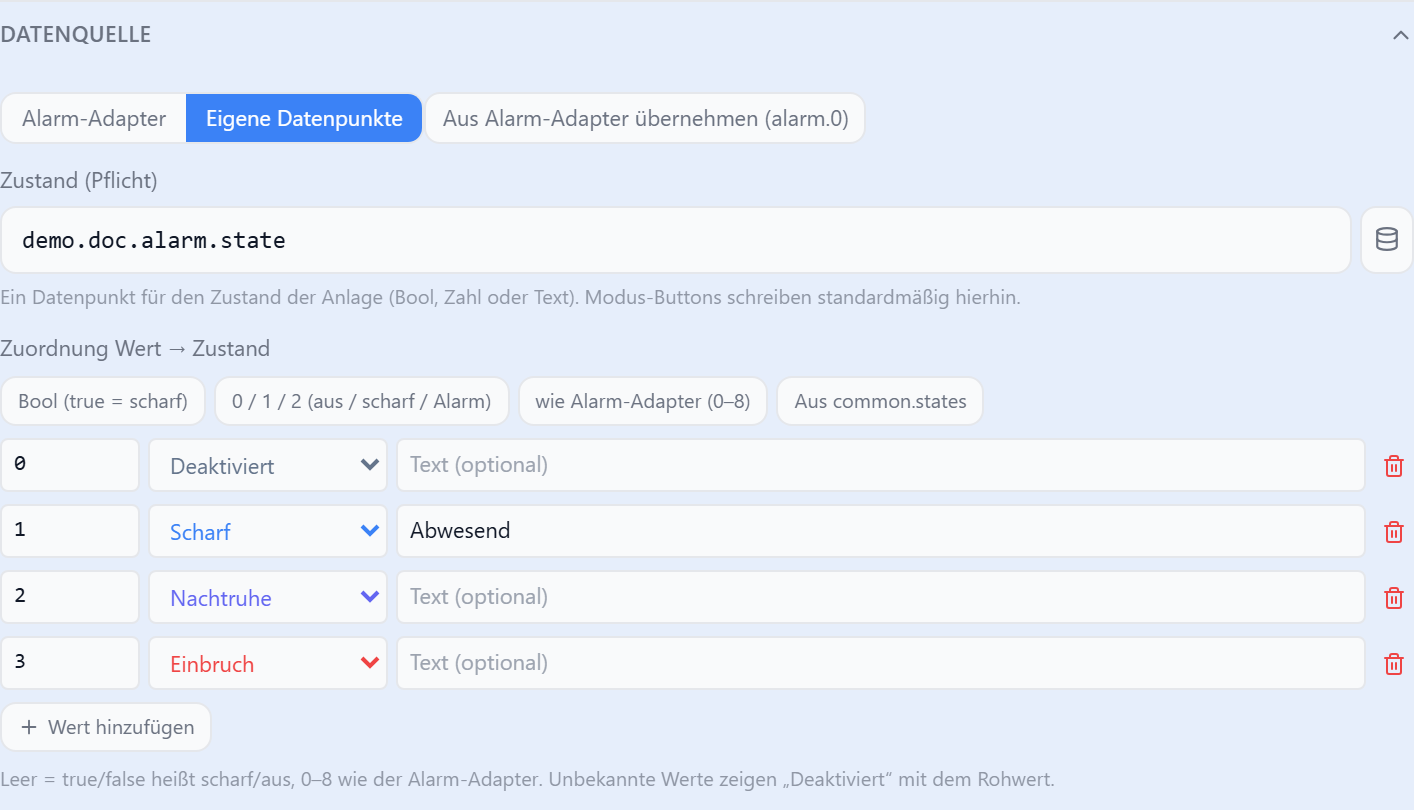 DATENQUELLE
Alarm-Adapter Eigene Datenpunkte Aus Alarm-Adapter übernehmen (alarm.0)
Zustand (Pflicht)
demo.doc.alarm.state
Ein Datenpunkt für den Zustand der Anlage (Bool, Zahl oder Text). Modus-Buttons schreiben standardmäßig hierhin.
Zuordnung Wert → Zustand
Bool (true = scharf) 0 / 1 / 2 (aus / scharf / Alarm) wie Alarm-Adapter (0–8) Aus common.states
0 Deaktiviert Text (optional)
1 Scharf Abwesend
2 Nachtruhe Text (optional)
3 Einbruch Text (optional)
+ Wert hinzufügen
Leer = true/false heißt scharf/aus, 0–8 wie der Alarm-Adapter. Unbekannte Werte zeigen „Deaktiviert“ mit dem Rohwert.